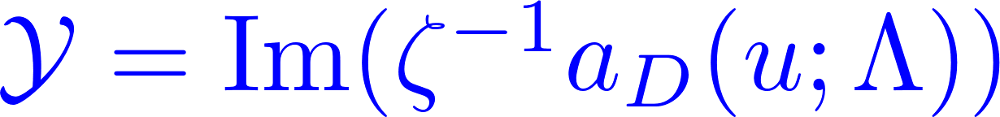 𝒴 = Im(ζ⁻¹a_D(u; Λ))